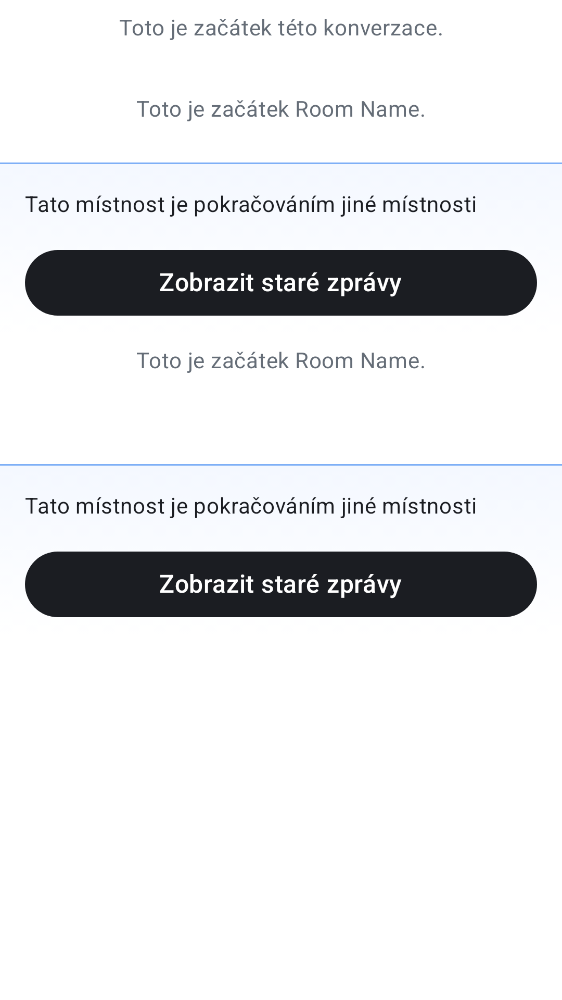 Toto je začátek této konverzace.
Toto je začátek Room Name.
Tato místnost je pokračováním jiné místnosti
Zobrazit staré zprávy
Toto je začátek Room Name.
Tato místnost je pokračováním jiné místnosti
Zobrazit staré zprávy